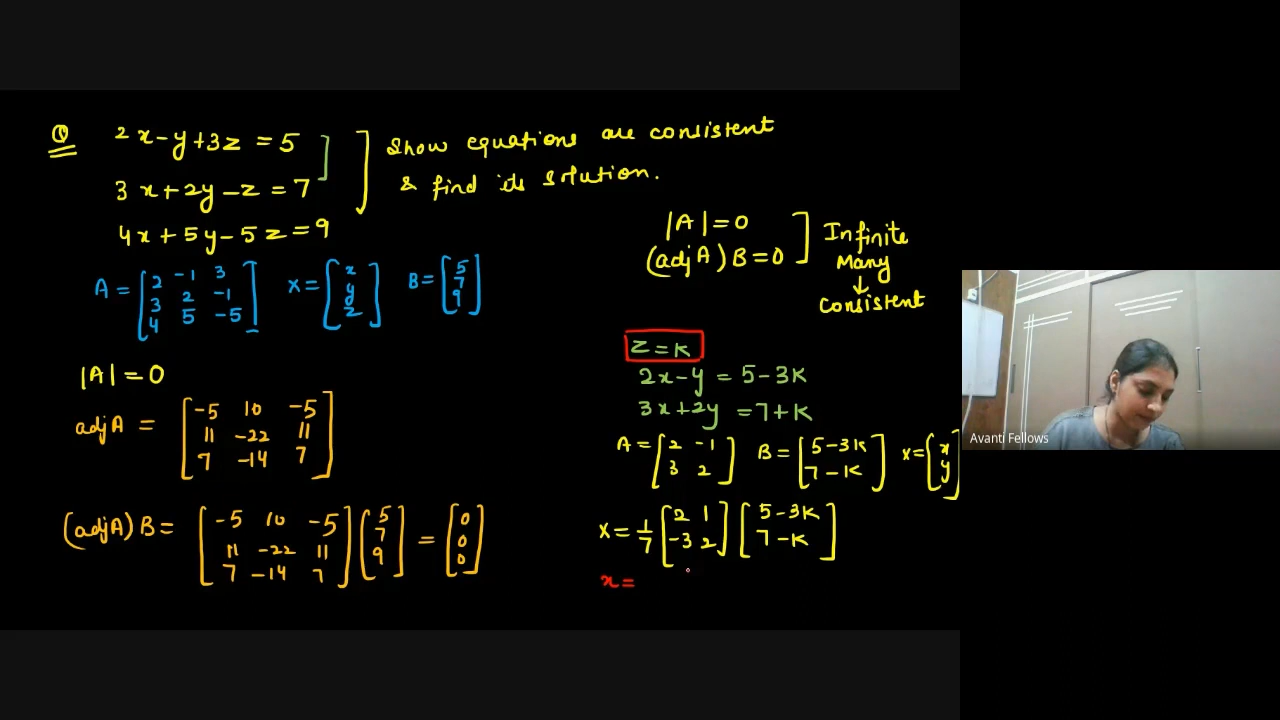 Q 2x-y+3z = 5
3x+2y-z = 7
4x+5y-5z=9
Show equations are consistent
& find its solution.
A = [2 -1 3; 3 2 -1; 4 5 -5] X = [x; y; z] B = [5; 7; 9]
|A| = 0
adjA = [-5 10 -5; 11 -22 11; 7 -14 7]
(adjA) B = [-5 10 -5; 11 -22 11; 7 -14 7] [5; 7; 9] = [0; 0; 0]
|A| = 0
(adjA) B = 0
Infinite
Many
↓
Consistent
z = k
2x-y = 5-3k
3x+2y = 7+k
A = [2 -1; 3 2] B = [5-3k; 7-k] X = [x; y]
X = 1/7 [2 1; -3 2] [5-3k; 7-k]
x =
Avanti Fellows